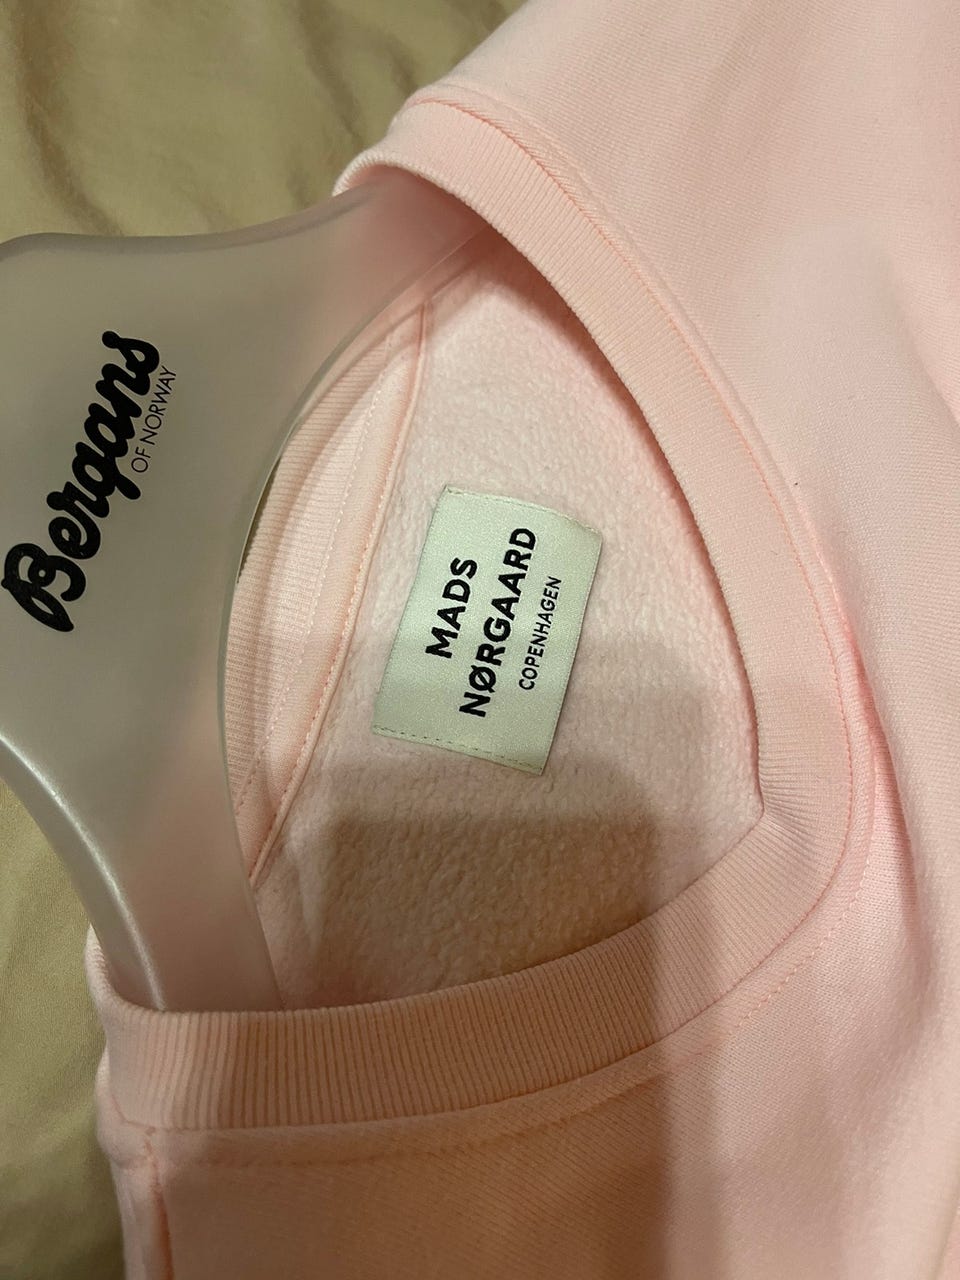 Bergans
OF NORWAY
MADS
NØRGAARD
COPENHAGEN